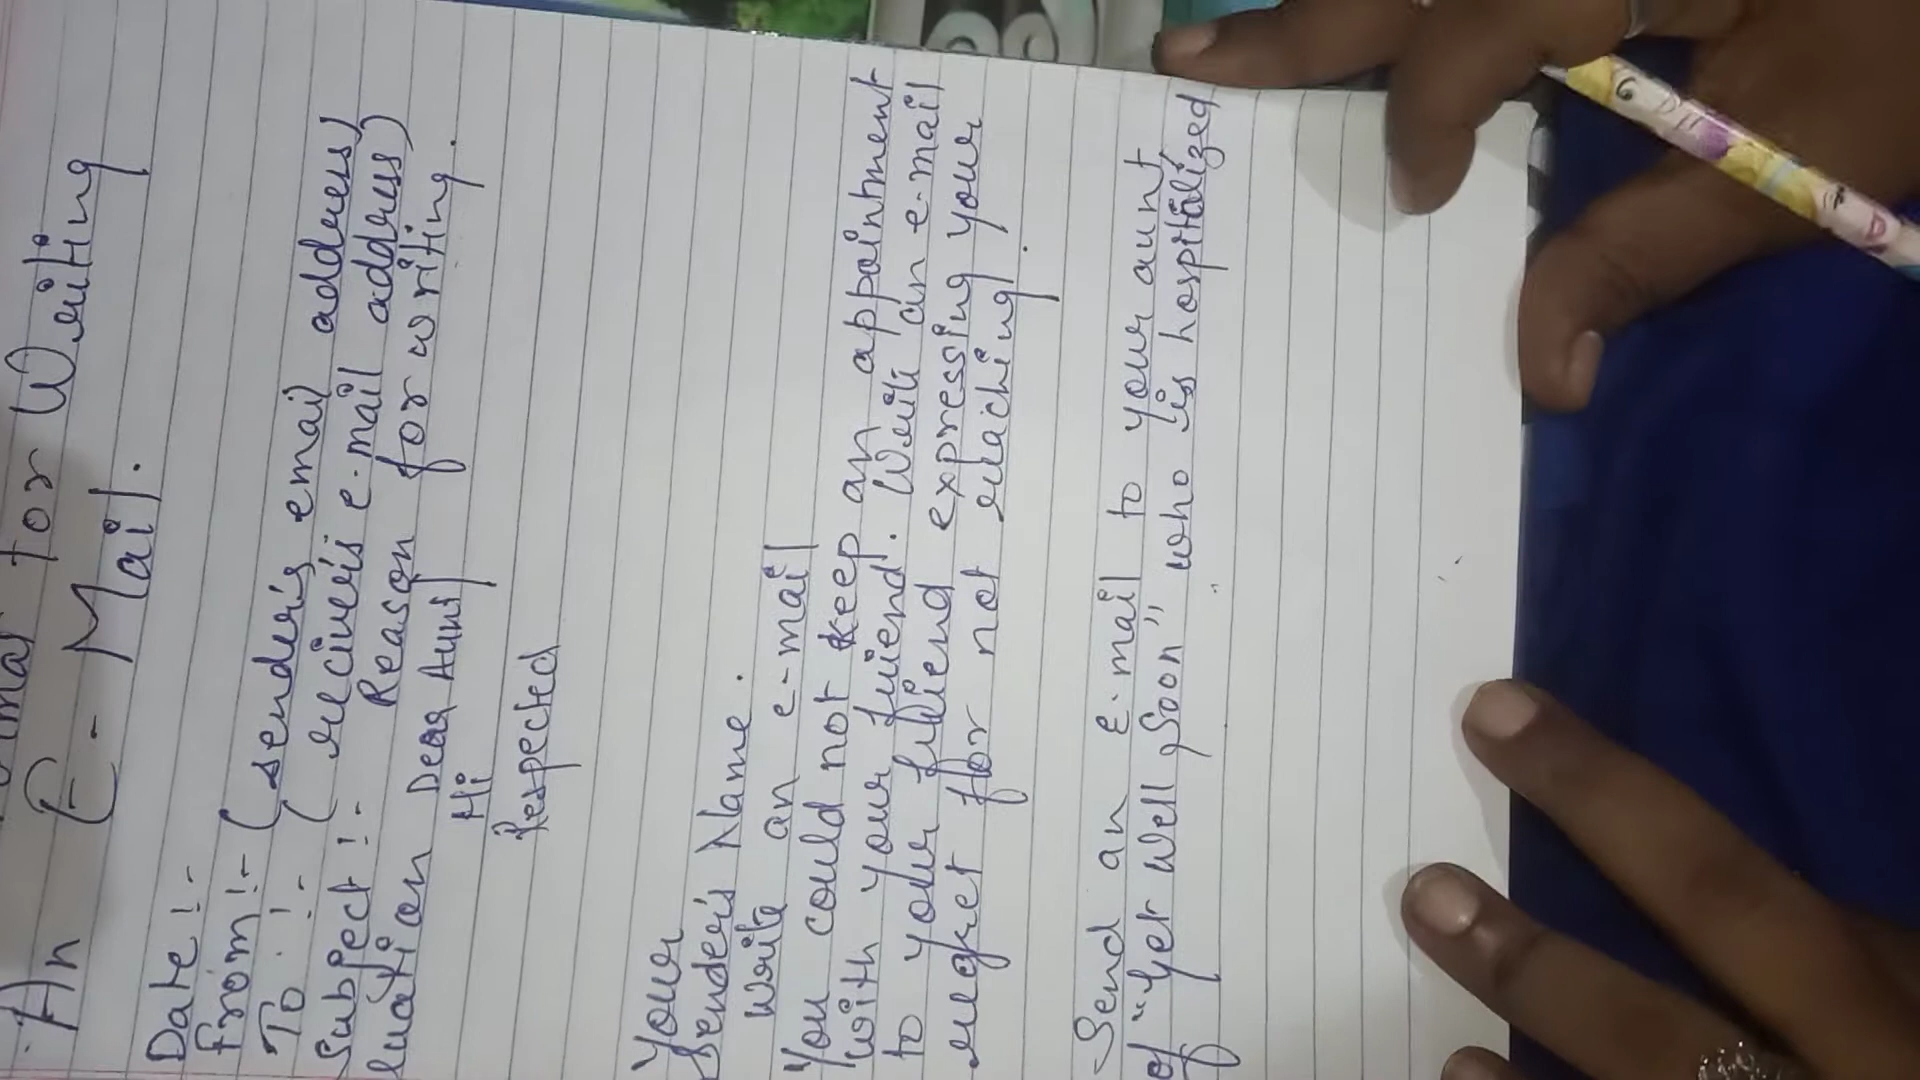 for Writing
An E-Mail.
Date :-
From :- (sender's email address)
To :- (reciver's e-mail address)
Subject :- Reason for writing.
Dear Aunt
Hi
Respected
Your
Sender's Name.
Write an e-mail
You could not keep an appointment
with your friend. Write an e-mail
to your friend expressing your
regret for not reaching.
Send an E-mail to your aunt
of "Get Well Soon" who is hospitalized